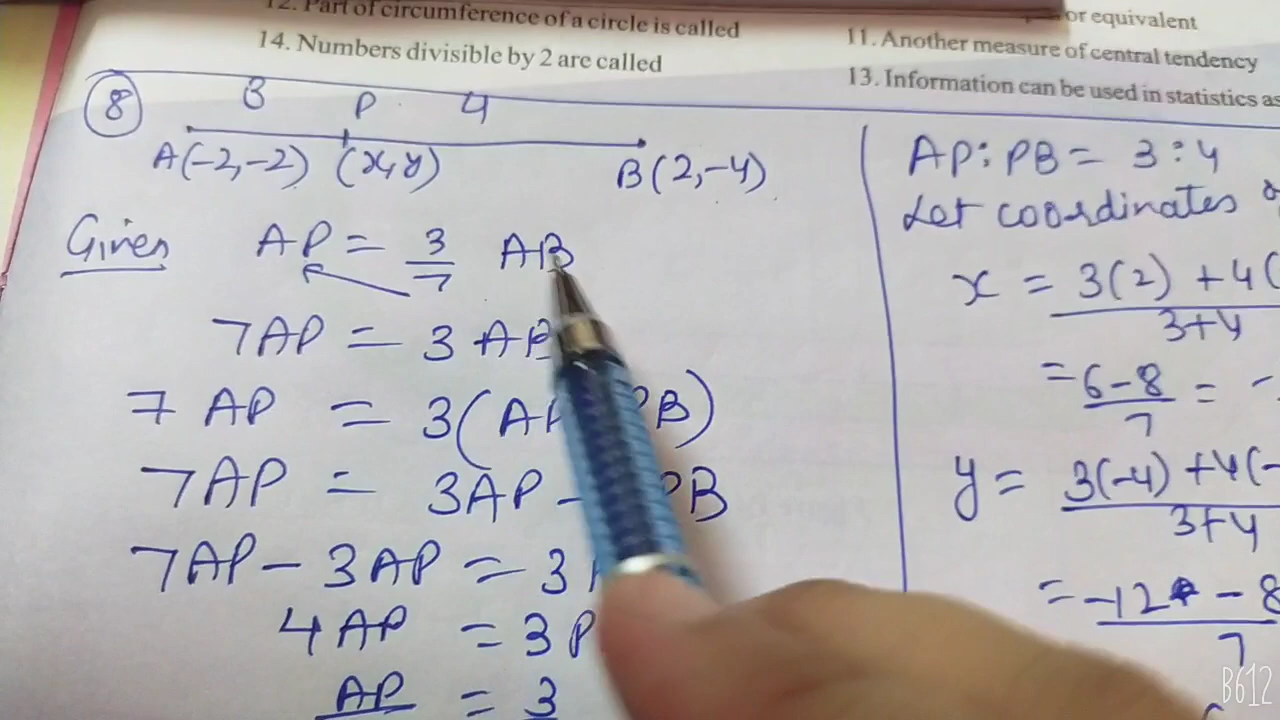 12. Part of circumference of a circle is called
14. Numbers divisible by 2 are called
or equivalent
11. Another measure of central tendency
13. Information can be used in statistics as
8
3 P 4
A(-2,-2) (x,y) B(2,-4)
Given AP = 3/7 AB
7AP = 3 AB
7 AP = 3(AP PB)
7AP = 3AP PB
7AP - 3AP = 3
4AP = 3P
AP = 3
AP : PB = 3 : 4
Let coordinates
x = 3(2) + 4( / 3+4
= 6-8 / 7 = -
y = 3(-4) + 4(- / 3+4
= -12 - 8 / 7
B612